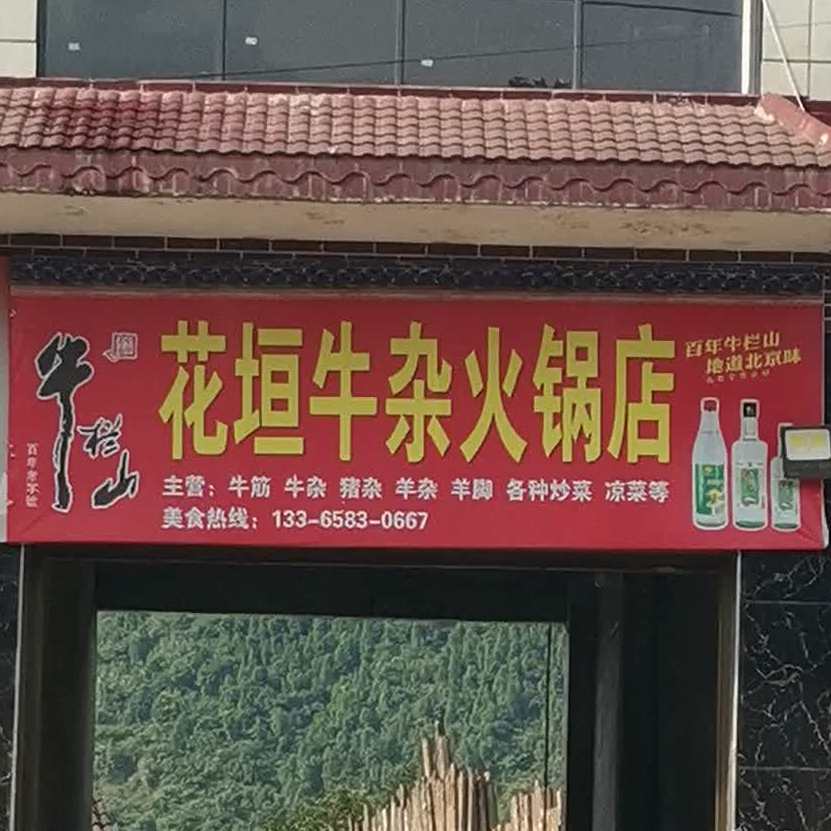 牛栏山
花垣牛杂火锅店
主营：牛筋 牛杂 猪杂 羊杂 羊脚 各种炒菜 凉菜等
美食热线：133-6583-0667
百年牛栏山
地道北京味